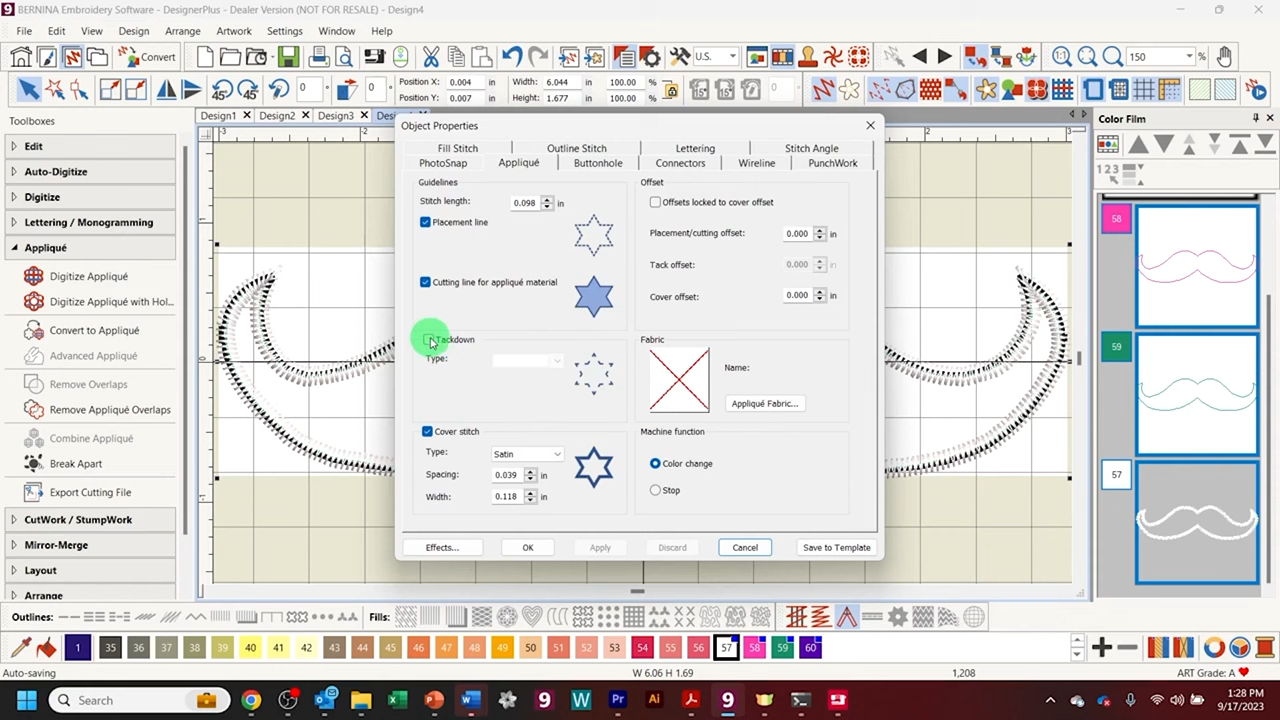 BERNINA Embroidery Software - DesignerPlus - Dealer Version (NOT FOR RESALE) - Design4
File Edit View Design Arrange Artwork Settings Window Help
Convert U.S. 150
45 45 0 0 Position X: 0.004 in Width: 6.044 in 100.00 % 0
Position Y: 0.007 in Height: 1.677 in 100.00 %
Toolboxes
Design1 Design2 Design3
Color Film
Edit
Auto-Digitize
Digitize
Lettering / Monogramming
Appliqué
Digitize Appliqué
Digitize Appliqué with Hol...
Convert to Appliqué
Advanced Appliqué
Remove Overlaps
Remove Appliqué Overlaps
Combine Appliqué
Break Apart
Export Cutting File
CutWork / StumpWork
Mirror-Merge
Layout
Arrange
3 2 2
Object Properties
Fill Stitch Outline Stitch Lettering Stitch Angle
PhotoSnap Appliqué Buttonhole Connectors Wireline PunchWork
Guidelines
Stitch length: 0.098 in
Placement line
Cutting line for appliqué material
Tackdown
Type:
Cover stitch
Type: Satin
Spacing: 0.039 in
Width: 0.118 in
Offset
Offsets locked to cover offset
Placement/cutting offset: 0.000 in
Tack offset: 0.000 in
Cover offset: 0.000 in
Fabric
Name:
Appliqué Fabric...
Machine function
Color change
Stop
Effects... OK Apply Discard Cancel Save to Template
58
59
57
Outlines: Fills:
1 35 36 39 40 41 42 43 44 45 46 47 48 49 50 51 52 53 54 55 56 57 58 59 60
Auto-saving W 6.06 H 1.69 1,208 ART Grade: A
Search
1:28 PM
9/17/2023